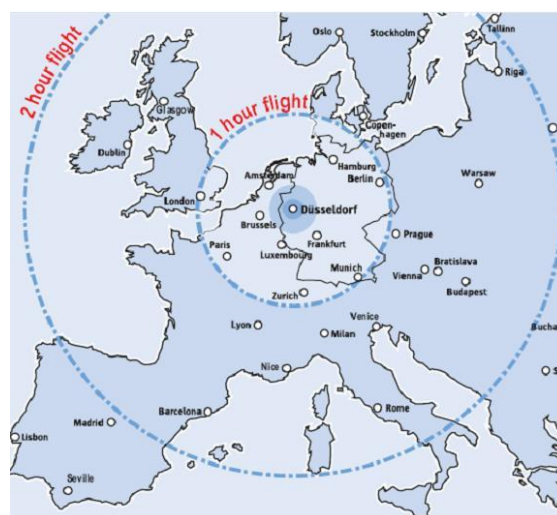 2 hour flight
1 hour flight
Oslo
Stockholm
Tallinn
Riga
Glasgow
Dublin
Copen-
hagen
Hamburg
Berlin
Amsterdam
Warsaw
London
Düsseldorf
Brussels
Frankfurt
Prague
Paris
Luxembourg
Munich
Vienna
Bratislava
Budapest
Zurich
Lyon
Milan
Venice
Bucha
Nice
S
Barcelona
Rome
Madrid
Lisbon
Seville